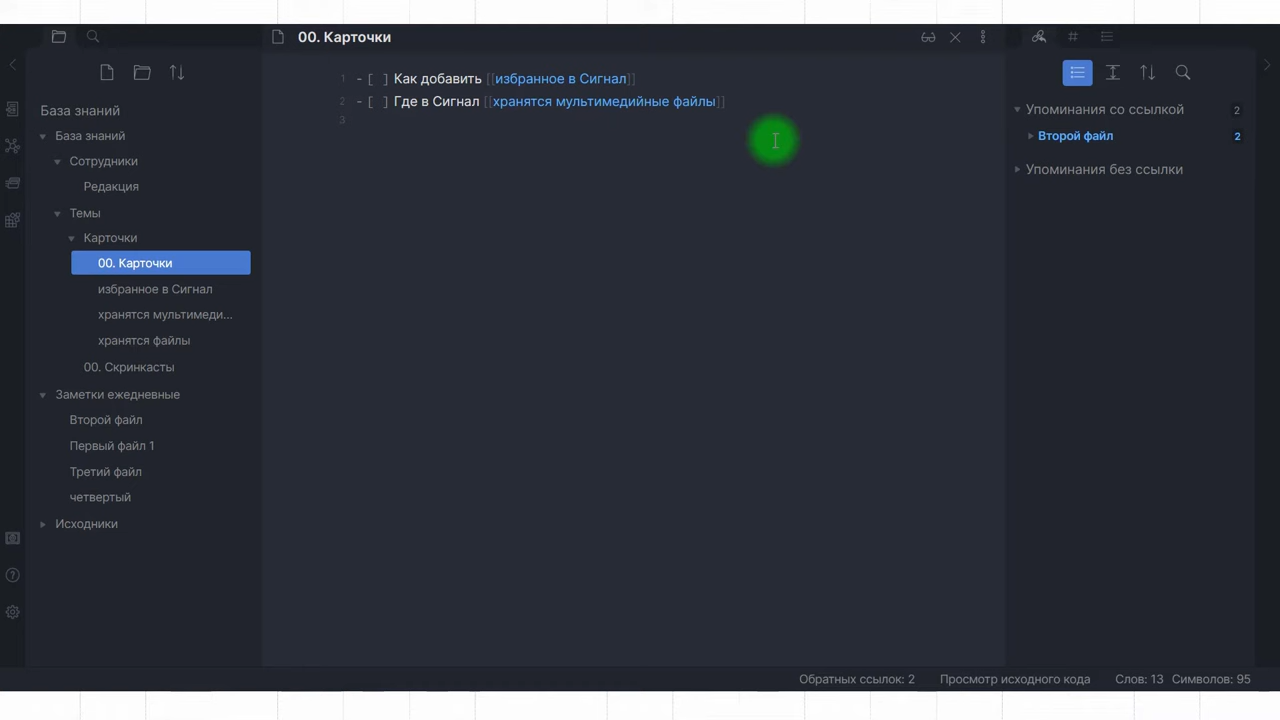 00. Карточки
База знаний
База знаний
Сотрудники
Редакция
Темы
Карточки
00. Карточки
избранное в Сигнал
хранятся мультимеди...
хранятся файлы
00. Скринкасты
Заметки ежедневные
Второй файл
Первый файл 1
Третий файл
четвертый
Исходники
1 - [ ] Как добавить [[избранное в Сигнал]]
2 - [ ] Где в Сигнал [[хранятся мультимедийные файлы]]
3
Упоминания со ссылкой 2
Второй файл 2
Упоминания без ссылки
Обратных ссылок: 2 Просмотр исходного кода Слов: 13 Символов: 95